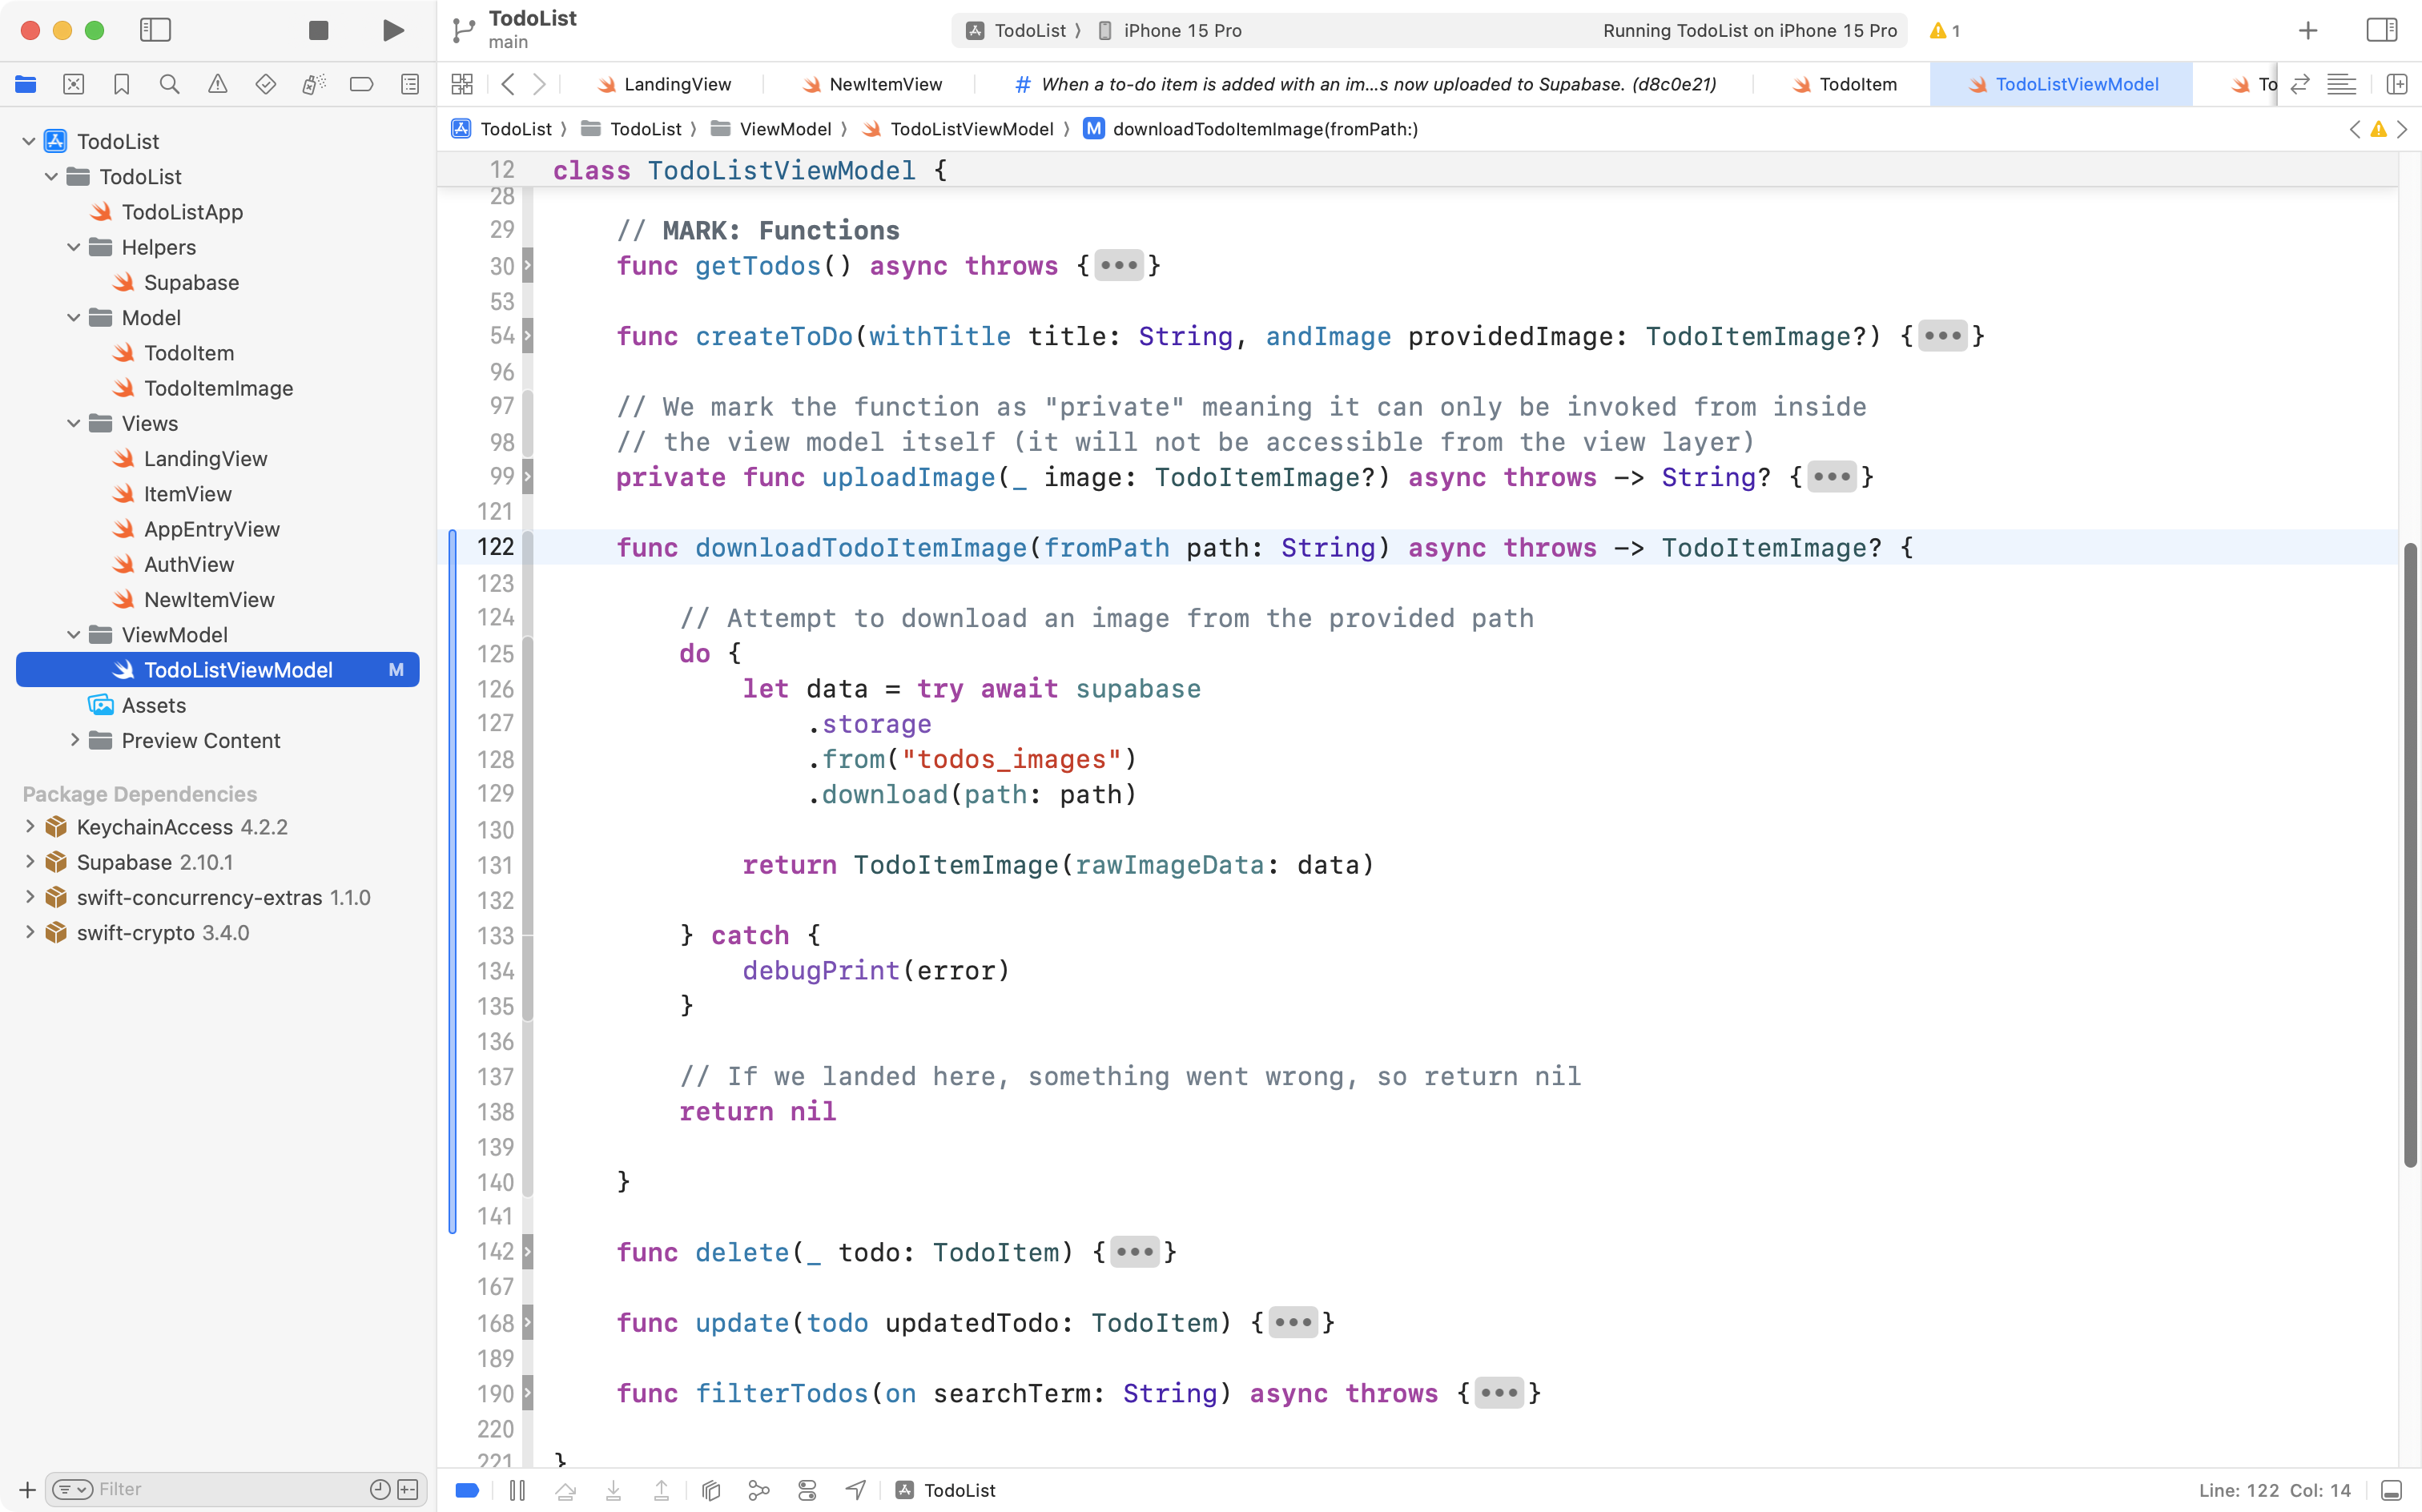 TodoList
main
TodoList
iPhone 15 Pro
Running TodoList on iPhone 15 Pro
1
LandingView
NewItemView
# When a to-do item is added with an im...s now uploaded to Supabase. (d8c0e21)
TodoItem
TodoListViewModel
To
TodoList
TodoList
ViewModel
TodoListViewModel
M downloadTodoItemImage(fromPath:)
TodoList
TodoList
TodoListApp
Helpers
Supabase
Model
TodoItem
TodoItemImage
Views
LandingView
ItemView
AppEntryView
AuthView
NewItemView
ViewModel
TodoListViewModel M
Assets
Preview Content
Package Dependencies
KeychainAccess 4.2.2
Supabase 2.10.1
swift-concurrency-extras 1.1.0
swift-crypto 3.4.0
Filter
12 class TodoListViewModel {
28
29 // MARK: Functions
30 func getTodos() async throws {•••}
53
54 func createToDo(withTitle title: String, andImage providedImage: TodoItemImage?) {•••}
96
97 // We mark the function as "private" meaning it can only be invoked from inside
98 // the view model itself (it will not be accessible from the view layer)
99 private func uploadImage(_ image: TodoItemImage?) async throws -> String? {•••}
121
122 func downloadTodoItemImage(fromPath path: String) async throws -> TodoItemImage? {
123
124 // Attempt to download an image from the provided path
125 do {
126 let data = try await supabase
127 .storage
128 .from("todos_images")
129 .download(path: path)
130
131 return TodoItemImage(rawImageData: data)
132
133 } catch {
134 debugPrint(error)
135 }
136
137 // If we landed here, something went wrong, so return nil
138 return nil
139
140 }
141
142 func delete(_ todo: TodoItem) {•••}
167
168 func update(todo updatedTodo: TodoItem) {•••}
189
190 func filterTodos(on searchTerm: String) async throws {•••}
220
221 }
TodoList
Line: 122 Col: 14